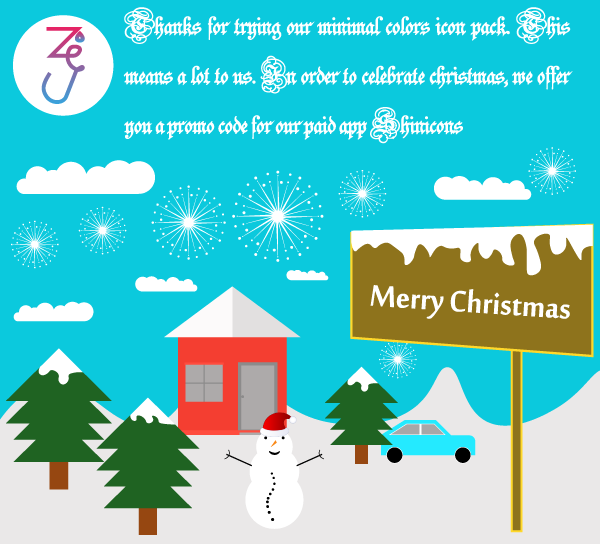 Thanks for trying our minimal colors icon pack. This
means a lot to us. In order to celebrate christmas, we offer
you a promo code for our paid app Shinicons
Merry Christmas